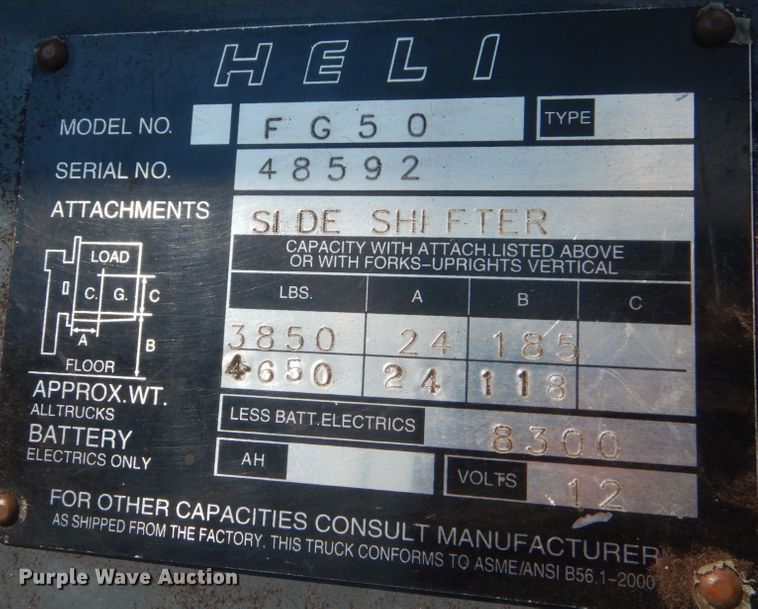 HELI
MODEL NO. FG50 TYPE
SERIAL NO. 48592
ATTACHMENTS SIDE SHIFTER
CAPACITY WITH ATTACH.LISTED ABOVE
OR WITH FORKS-UPRIGHTS VERTICAL
LOAD
C. G. C
A
B
FLOOR
LBS. A B C
3850 24 185
4650 24 118
APPROX.WT.
ALL TRUCKS
LESS BATT.ELECTRICS 8300
BATTERY
ELECTRICS ONLY
AH VOLTS 12
FOR OTHER CAPACITIES CONSULT MANUFACTURER
AS SHIPPED FROM THE FACTORY. THIS TRUCK CONFORMS TO ASME/ANSI B56.1-2000
Purple Wave Auction